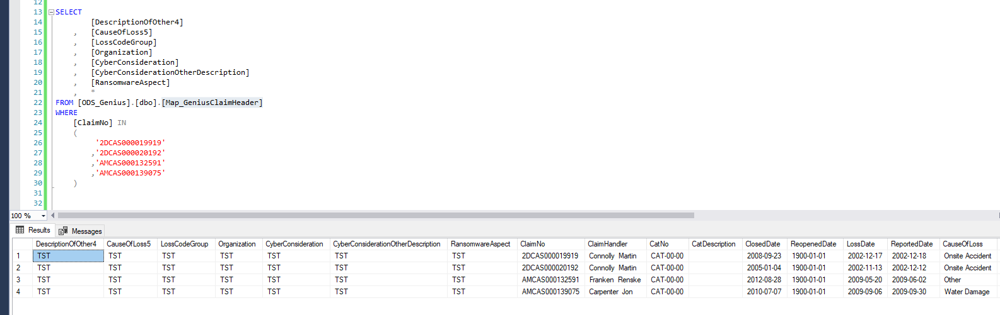 12
13 SELECT
14 [DescriptionOfOther4]
15 , [CauseOfLoss5]
16 , [LossCodeGroup]
17 , [Organization]
18 , [CyberConsideration]
19 , [CyberConsiderationOtherDescription]
20 , [RansomwareAspect]
21 , *
22 FROM [ODS_Genius].[dbo].[Map_GeniusClaimHeader]
23 WHERE
24 [ClaimNo] IN
25 (
26 '2DCAS000019919'
27 ,'2DCAS000020192'
28 ,'AMCAS000132591'
29 ,'AMCAS000139075'
30 )
31
32
100 %
Results Messages
DescriptionOfOther4 CauseOfLoss5 LossCodeGroup Organization CyberConsideration CyberConsiderationOtherDescription RansomwareAspect ClaimNo ClaimHandler CatNo CatDescription ClosedDate ReopenedDate LossDate ReportedDate CauseOfLoss
1 TST TST TST TST TST TST TST 2DCAS000019919 Connolly Martin CAT-00-00 2008-09-23 1900-01-01 2002-12-17 2002-12-18 Onsite Accident
2 TST TST TST TST TST TST TST 2DCAS000020192 Connolly Martin CAT-00-00 2005-01-04 1900-01-01 2002-11-13 2002-12-12 Onsite Accident
3 TST TST TST TST TST TST TST AMCAS000132591 Franken Renske CAT-00-00 2012-08-28 1900-01-01 2009-05-20 2009-06-02 Other
4 TST TST TST TST TST TST TST AMCAS000139075 Carpenter Jon CAT-00-00 2010-07-07 1900-01-01 2009-09-06 2009-09-30 Water Damage